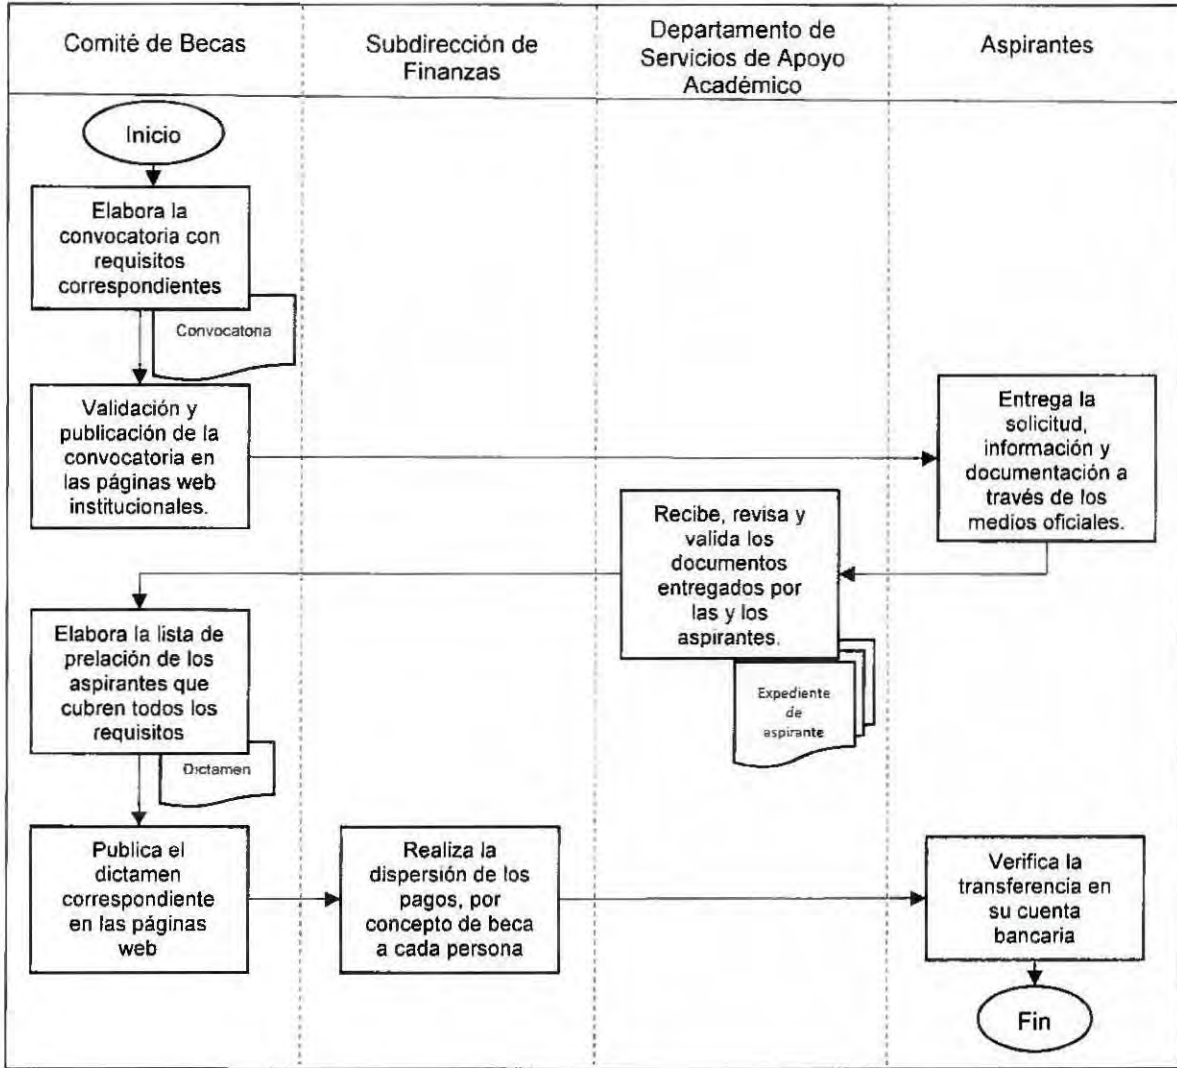 Comité de Becas
Subdirección de
Finanzas
Departamento de
Servicios de Apoyo
Académico
Aspirantes
Inicio
Elabora la
convocatoria con
requisitos
correspondientes
Convocatoria
Validación y
publicación de la
convocatoria en
las páginas web
institucionales.
Entrega la
solicitud,
información y
documentación a
través de los
medios oficiales.
Recibe, revisa y
valida los
documentos
entregados por
las y los
aspirantes.
Expediente
de
aspirante
Elabora la lista de
prelación de los
aspirantes que
cubren todos los
requisitos
Dictamen
Publica el
dictamen
correspondiente
en las páginas
web
Realiza la
dispersión de los
pagos, por
concepto de beca
a cada persona
Verifica la
transferencia en
su cuenta
bancaria
Fin